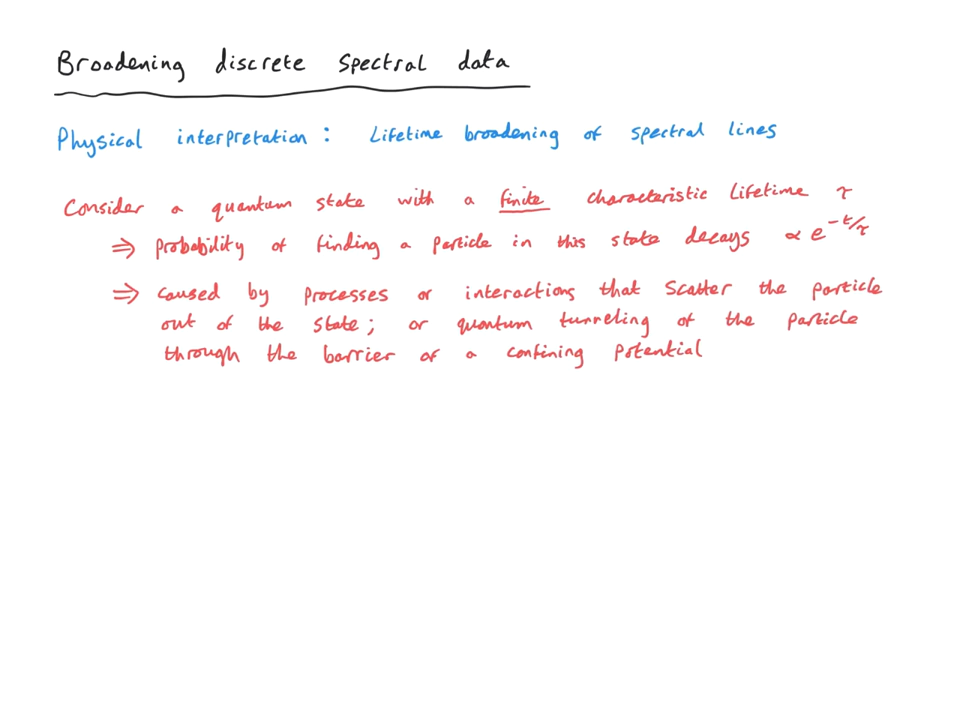 Broadening discrete spectral data
Physical interpretation: Lifetime broadening of spectral lines
Consider a quantum state with a finite characteristic lifetime τ
⇒ Probability of finding a particle in this state decays ∝ e^{-t/τ}
⇒ caused by processes or interactions that scatter the particle
out of the state; or quantum tunneling of the particle
through the barrier of a confining potential